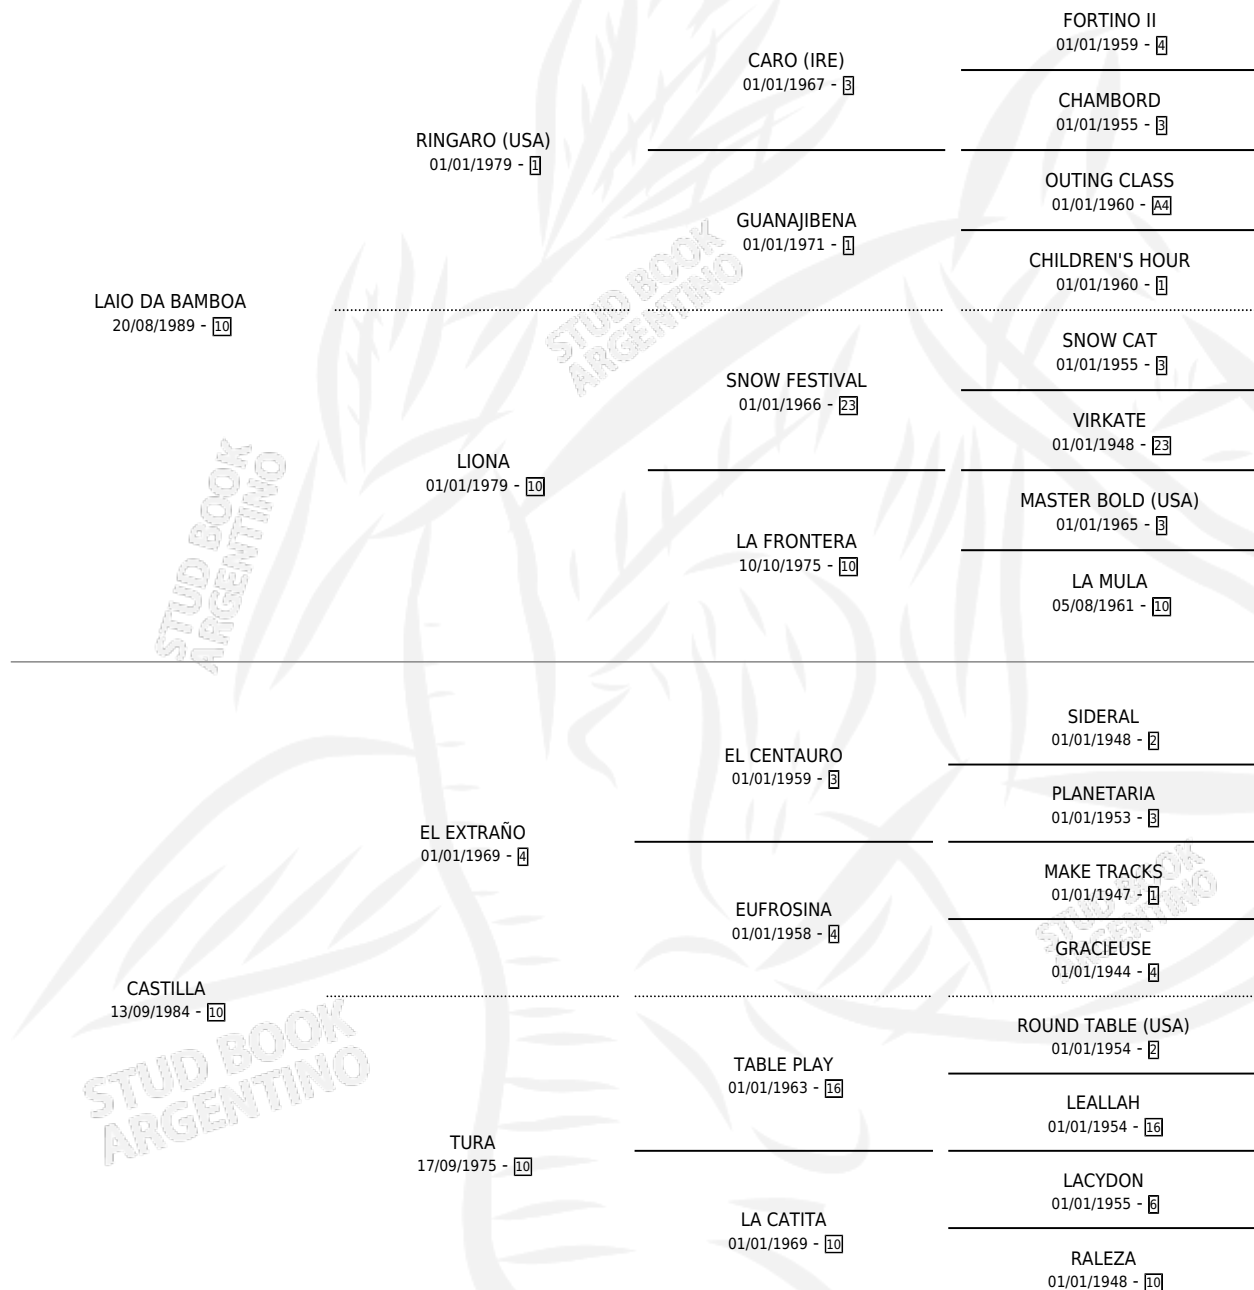 FORTINO II
01/01/1959 - 4
CARO (IRE)
01/01/1967 - 3
CHAMBORD
01/01/1955 - 3
RINGARO (USA)
01/01/1979 - 1
OUTING CLASS
01/01/1960 - A4
GUANAJIBENA
01/01/1971 - 1
CHILDREN'S HOUR
01/01/1960 - 1
LAIO DA BAMBOA
20/08/1989 - 10
STUD BOOK
ARGENTINO
SNOW CAT
01/01/1955 - 3
SNOW FESTIVAL
01/01/1966 - 23
VIRKATE
01/01/1948 - 23
LIONA
01/01/1979 - 10
MASTER BOLD (USA)
01/01/1965 - 3
LA FRONTERA
10/10/1975 - 10
LA MULA
05/08/1961 - 10
STUD BOOK
ARGENTINO
SIDERAL
01/01/1948 - 2
EL CENTAURO
01/01/1959 - 3
PLANETARIA
01/01/1953 - 3
EL EXTRAÑO
01/01/1969 - 4
MAKE TRACKS
01/01/1947 - 1
EUFROSINA
01/01/1958 - 4
STUD BOOK
ARGENTINO
GRACIEUSE
01/01/1944 - 4
CASTILLA
13/09/1984 - 10
ROUND TABLE (USA)
01/01/1954 - 2
TABLE PLAY
01/01/1963 - 16
STUD BOOK
ARGENTINO
LEALLAH
01/01/1954 - 16
TURA
17/09/1975 - 10
LACYDON
01/01/1955 - 6
LA CATITA
01/01/1969 - 10
RALEZA
01/01/1948 - 10